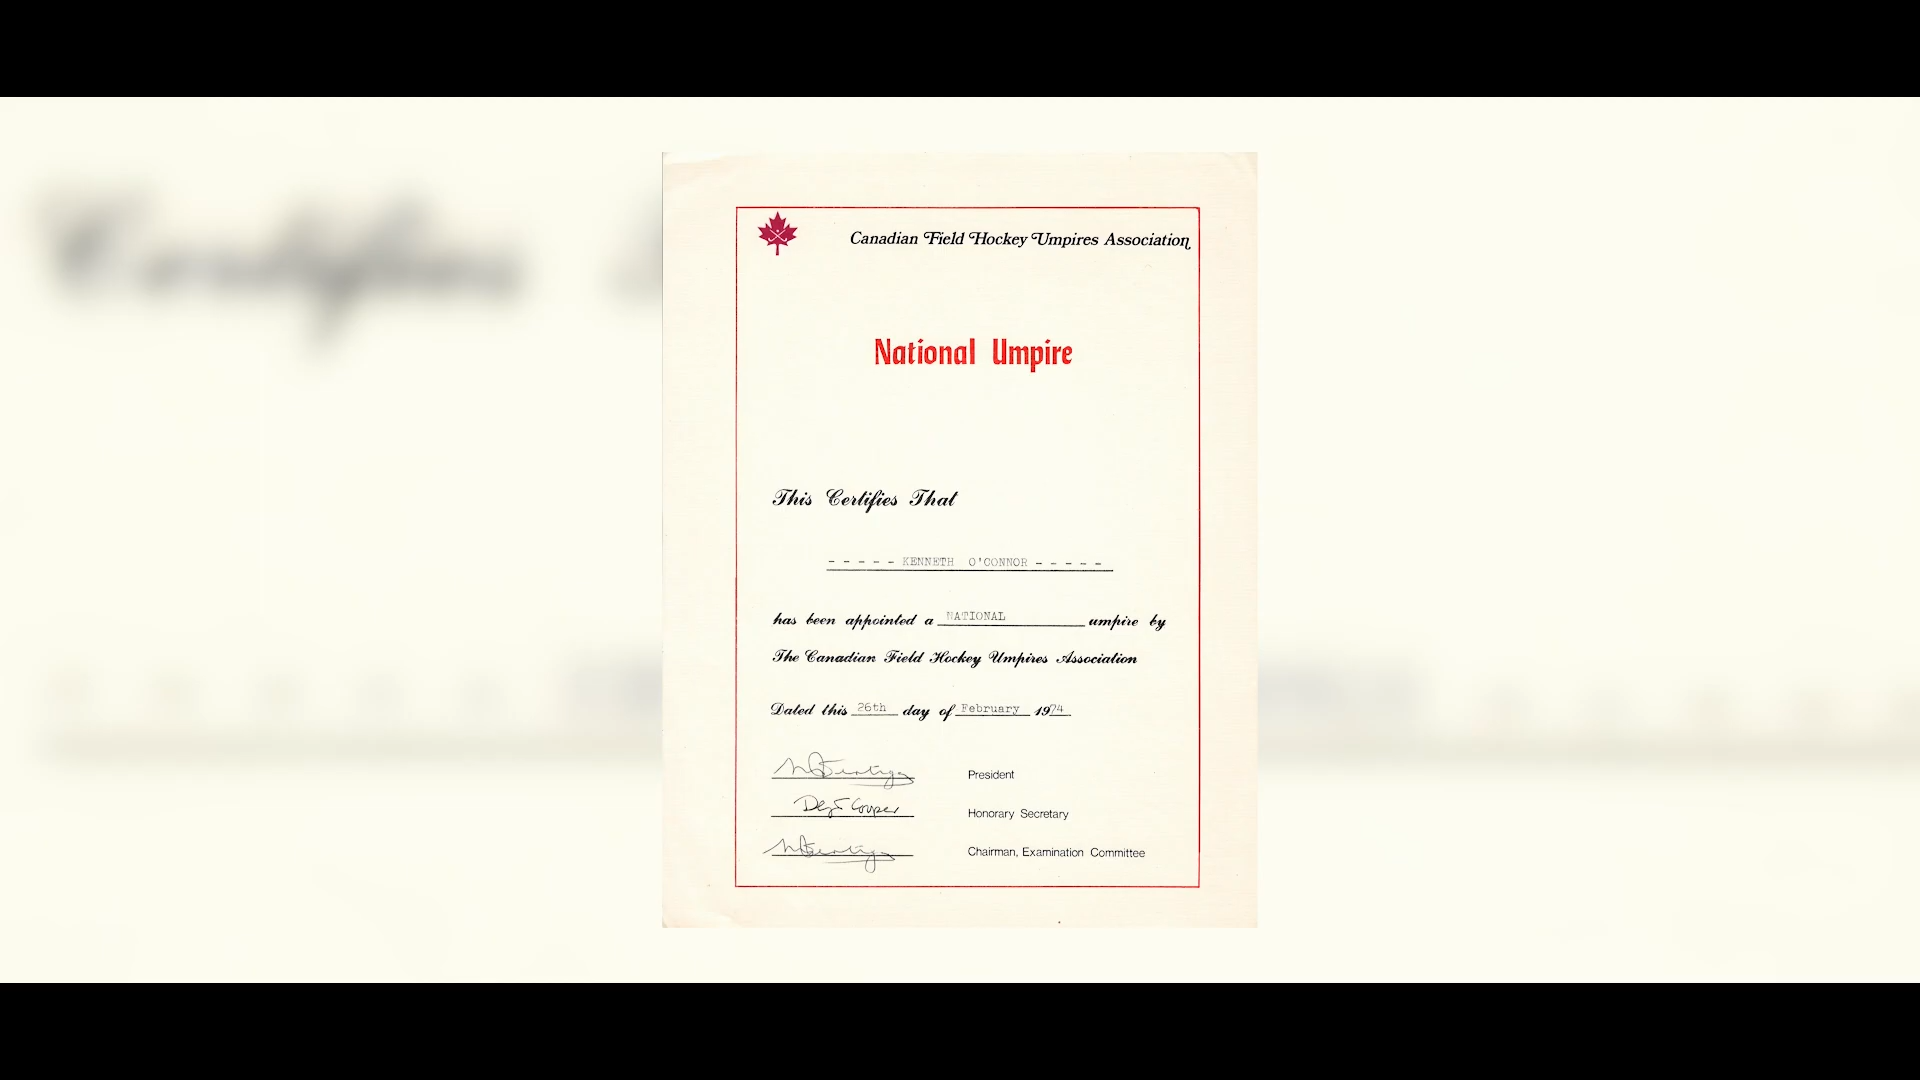 Canadian Field Hockey Umpires Association
National Umpire
This Certifies That
- - - - - KENNETH O'CONNOR - - - - -
has been appointed a NATIONAL umpire by
The Canadian Field Hockey Umpires Association
Dated this 26th day of February 1974
President
Cooper Honorary Secretary
Chairman, Examination Committee